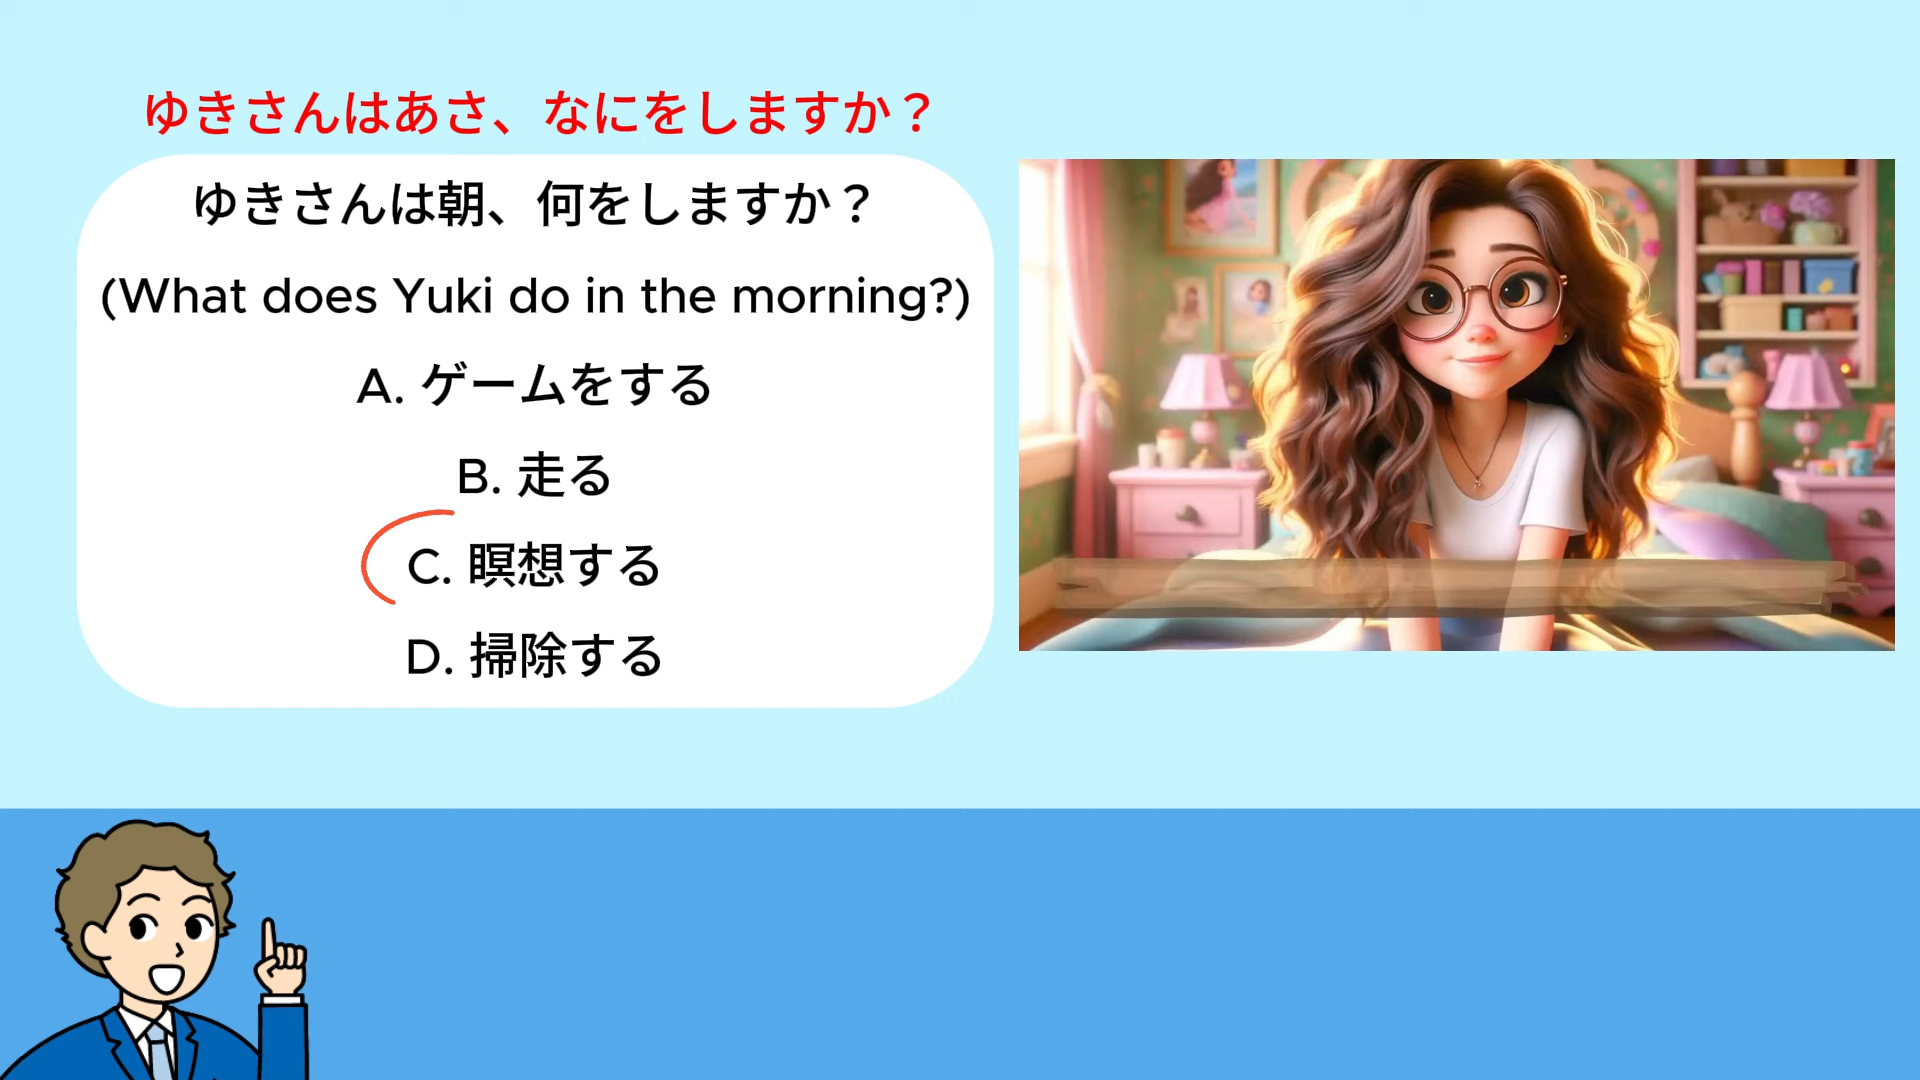 ゆきさんはあさ、なにをしますか？
ゆきさんは朝、何をしますか？
(What does Yuki do in the morning?)
A. ゲームをする
B. 走る
C. 瞑想する
D. 掃除する